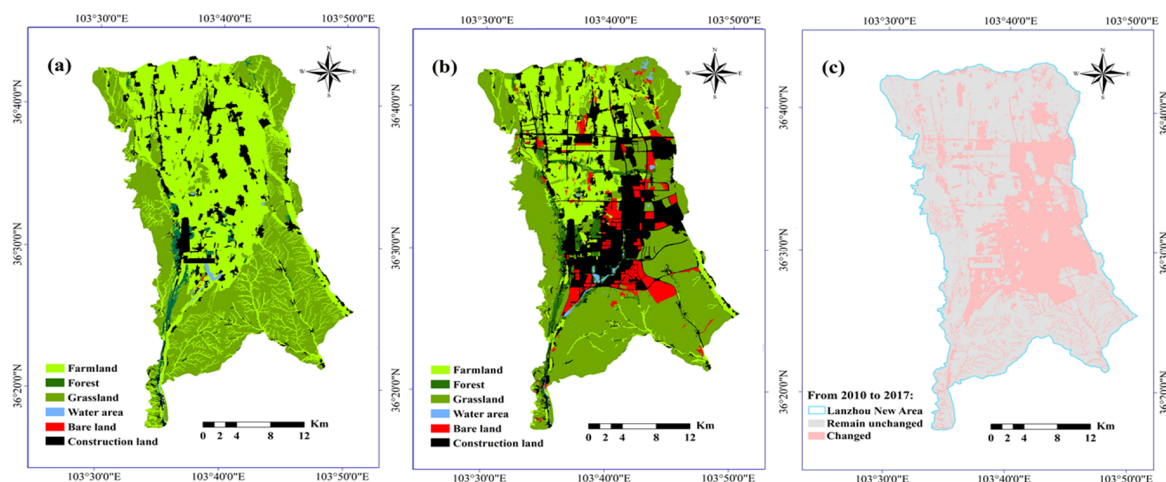 103°30'0"E 103°40'0"E 103°50'0"E
(a)
N
W E
S
36°40'0"N
36°30'0"N
36°20'0"N
Farmland
Forest
Grassland
Water area
Bare land
Construction land
Km
0 2 4 8 12
103°30'0"E 103°40'0"E 103°50'0"E
103°30'0"E 103°40'0"E 103°50'0"E
(b)
N
W E
S
36°40'0"N
36°30'0"N
36°20'0"N
Farmland
Forest
Grassland
Water area
Bare land
Construction land
Km
0 2 4 8 12
103°30'0"E 103°40'0"E 103°50'0"E
103°30'0"E 103°40'0"E 103°50'0"E
(c)
N
W E
S
36°40'0"N
36°30'0"N
36°20'0"N
From 2010 to 2017:
Lanzhou New Area
Remain unchanged
Changed
Km
0 2 4 8 12
103°30'0"E 103°40'0"E 103°50'0"E